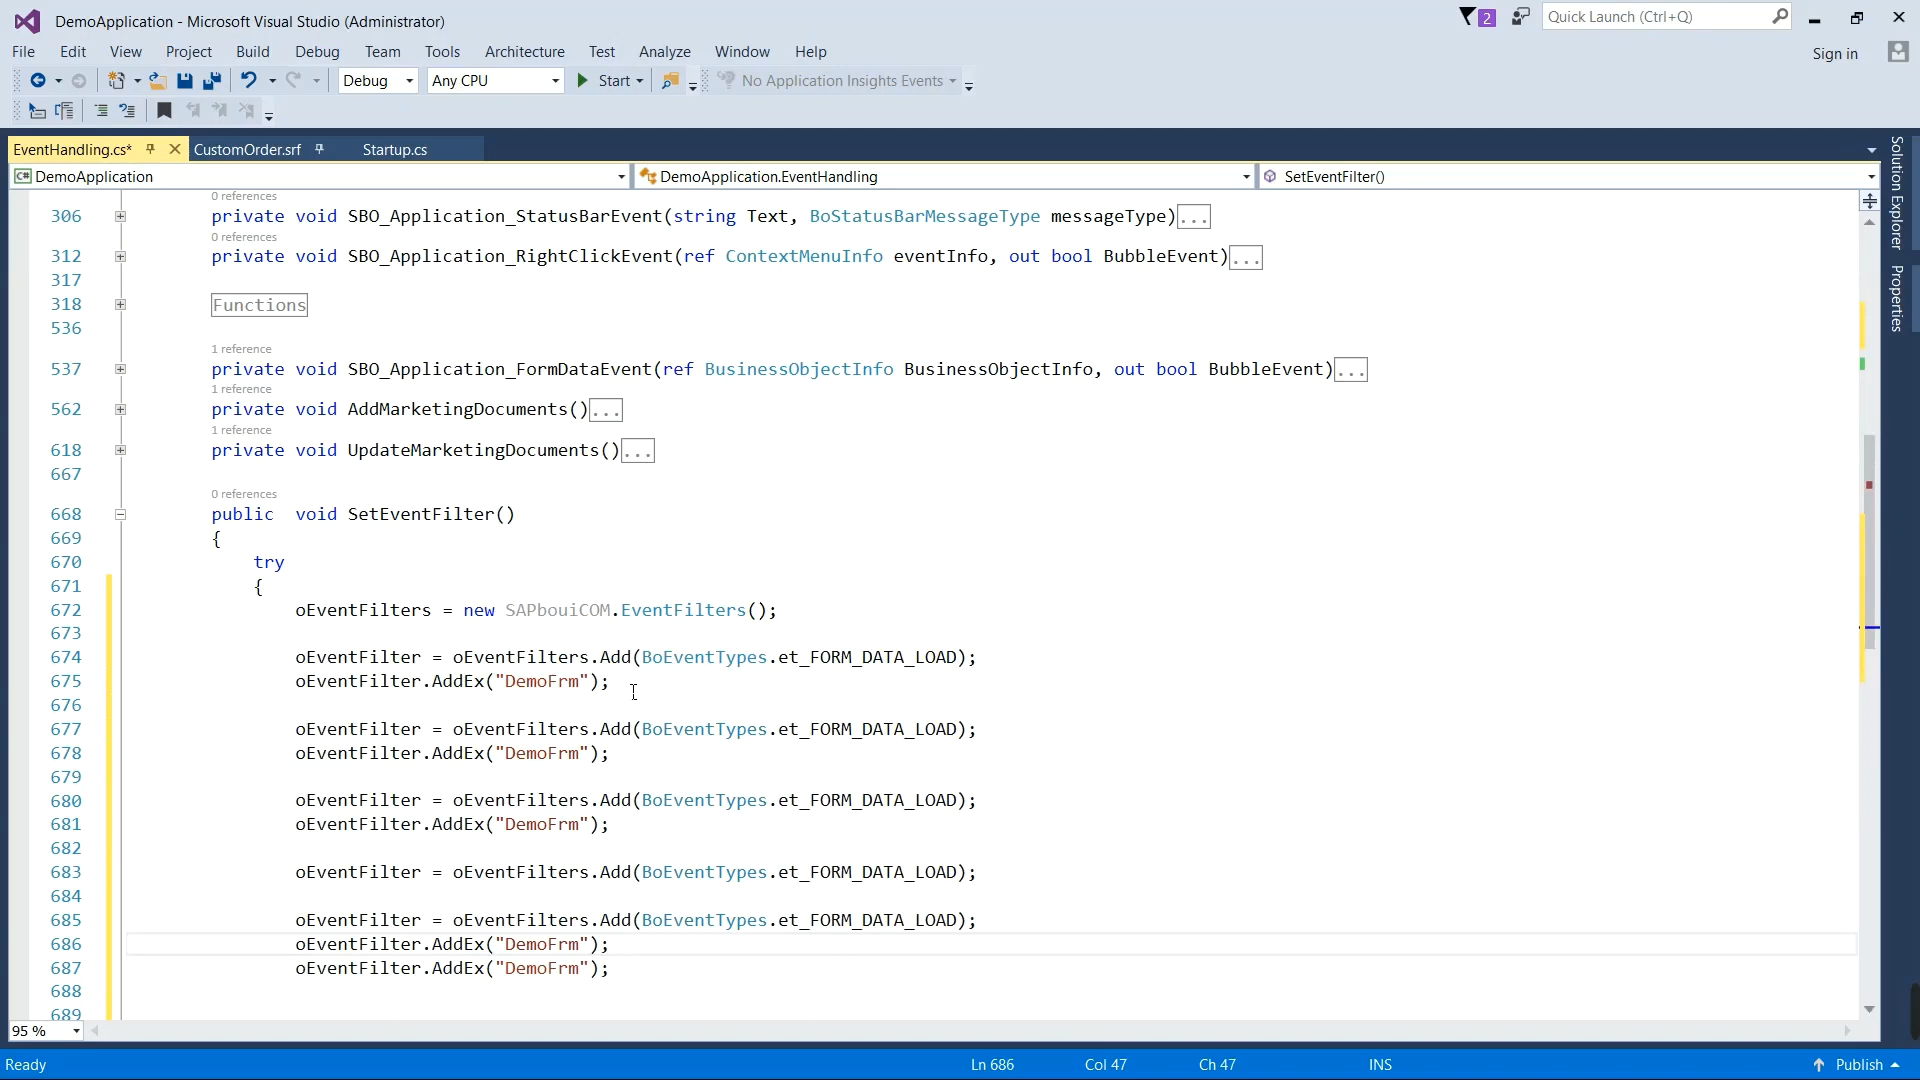 DemoApplication - Microsoft Visual Studio (Administrator)
2
Quick Launch (Ctrl+Q)
File Edit View Project Build Debug Team Tools Architecture Test Analyze Window Help
Sign in
Debug Any CPU Start No Application Insights Events
EventHandling.cs* CustomOrder.srf Startup.cs
DemoApplication DemoApplication.EventHandling SetEventFilter()
Solution Explorer
Properties
0 references
306 private void SBO_Application_StatusBarEvent(string Text, BoStatusBarMessageType messageType)...
0 references
312 private void SBO_Application_RightClickEvent(ref ContextMenuInfo eventInfo, out bool BubbleEvent)...
317
318 Functions
536
1 reference
537 private void SBO_Application_FormDataEvent(ref BusinessObjectInfo BusinessObjectInfo, out bool BubbleEvent)...
1 reference
562 private void AddMarketingDocuments()...
1 reference
618 private void UpdateMarketingDocuments()...
667
0 references
668 public  void SetEventFilter()
669 {
670 try
671 {
672 oEventFilters = new SAPbouiCOM.EventFilters();
673
674 oEventFilter = oEventFilters.Add(BoEventTypes.et_FORM_DATA_LOAD);
675 oEventFilter.AddEx("DemoFrm");
676
677 oEventFilter = oEventFilters.Add(BoEventTypes.et_FORM_DATA_LOAD);
678 oEventFilter.AddEx("DemoFrm");
679
680 oEventFilter = oEventFilters.Add(BoEventTypes.et_FORM_DATA_LOAD);
681 oEventFilter.AddEx("DemoFrm");
682
683 oEventFilter = oEventFilters.Add(BoEventTypes.et_FORM_DATA_LOAD);
684
685 oEventFilter = oEventFilters.Add(BoEventTypes.et_FORM_DATA_LOAD);
686 oEventFilter.AddEx("DemoFrm");
687 oEventFilter.AddEx("DemoFrm");
688
689
95 %
Ready Ln 686 Col 47 Ch 47 INS Publish